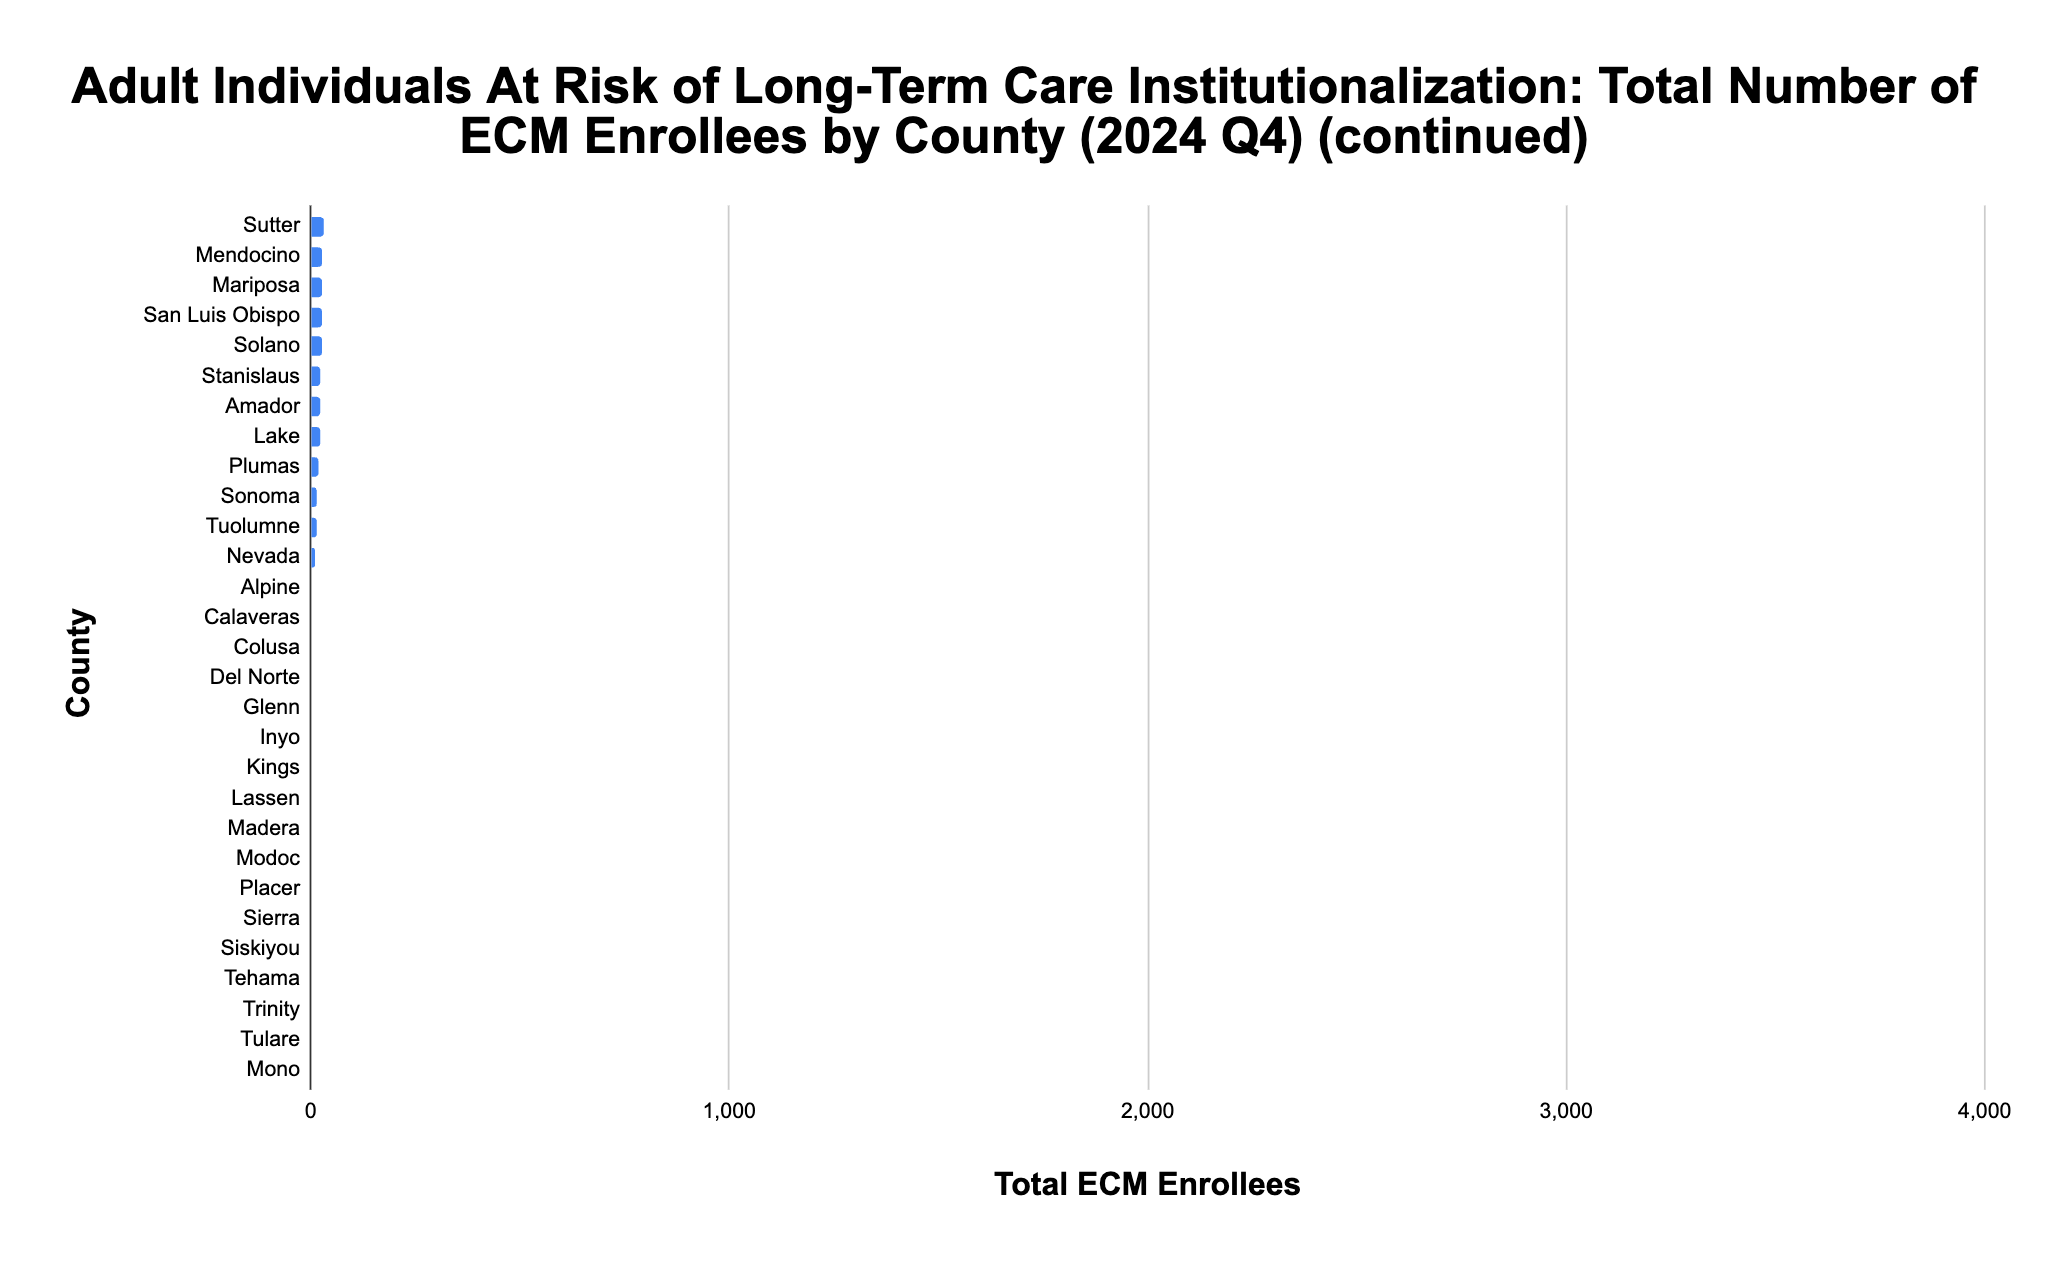 Adult Individuals At Risk of Long-Term Care Institutionalization: Total Number of
ECM Enrollees by County (2024 Q4) (continued)
County
Sutter
Mendocino
Mariposa
San Luis Obispo
Solano
Stanislaus
Amador
Lake
Plumas
Sonoma
Tuolumne
Nevada
Alpine
Calaveras
Colusa
Del Norte
Glenn
Inyo
Kings
Lassen
Madera
Modoc
Placer
Sierra
Siskiyou
Tehama
Trinity
Tulare
Mono
0 1,000 2,000 3,000 4,000
Total ECM Enrollees